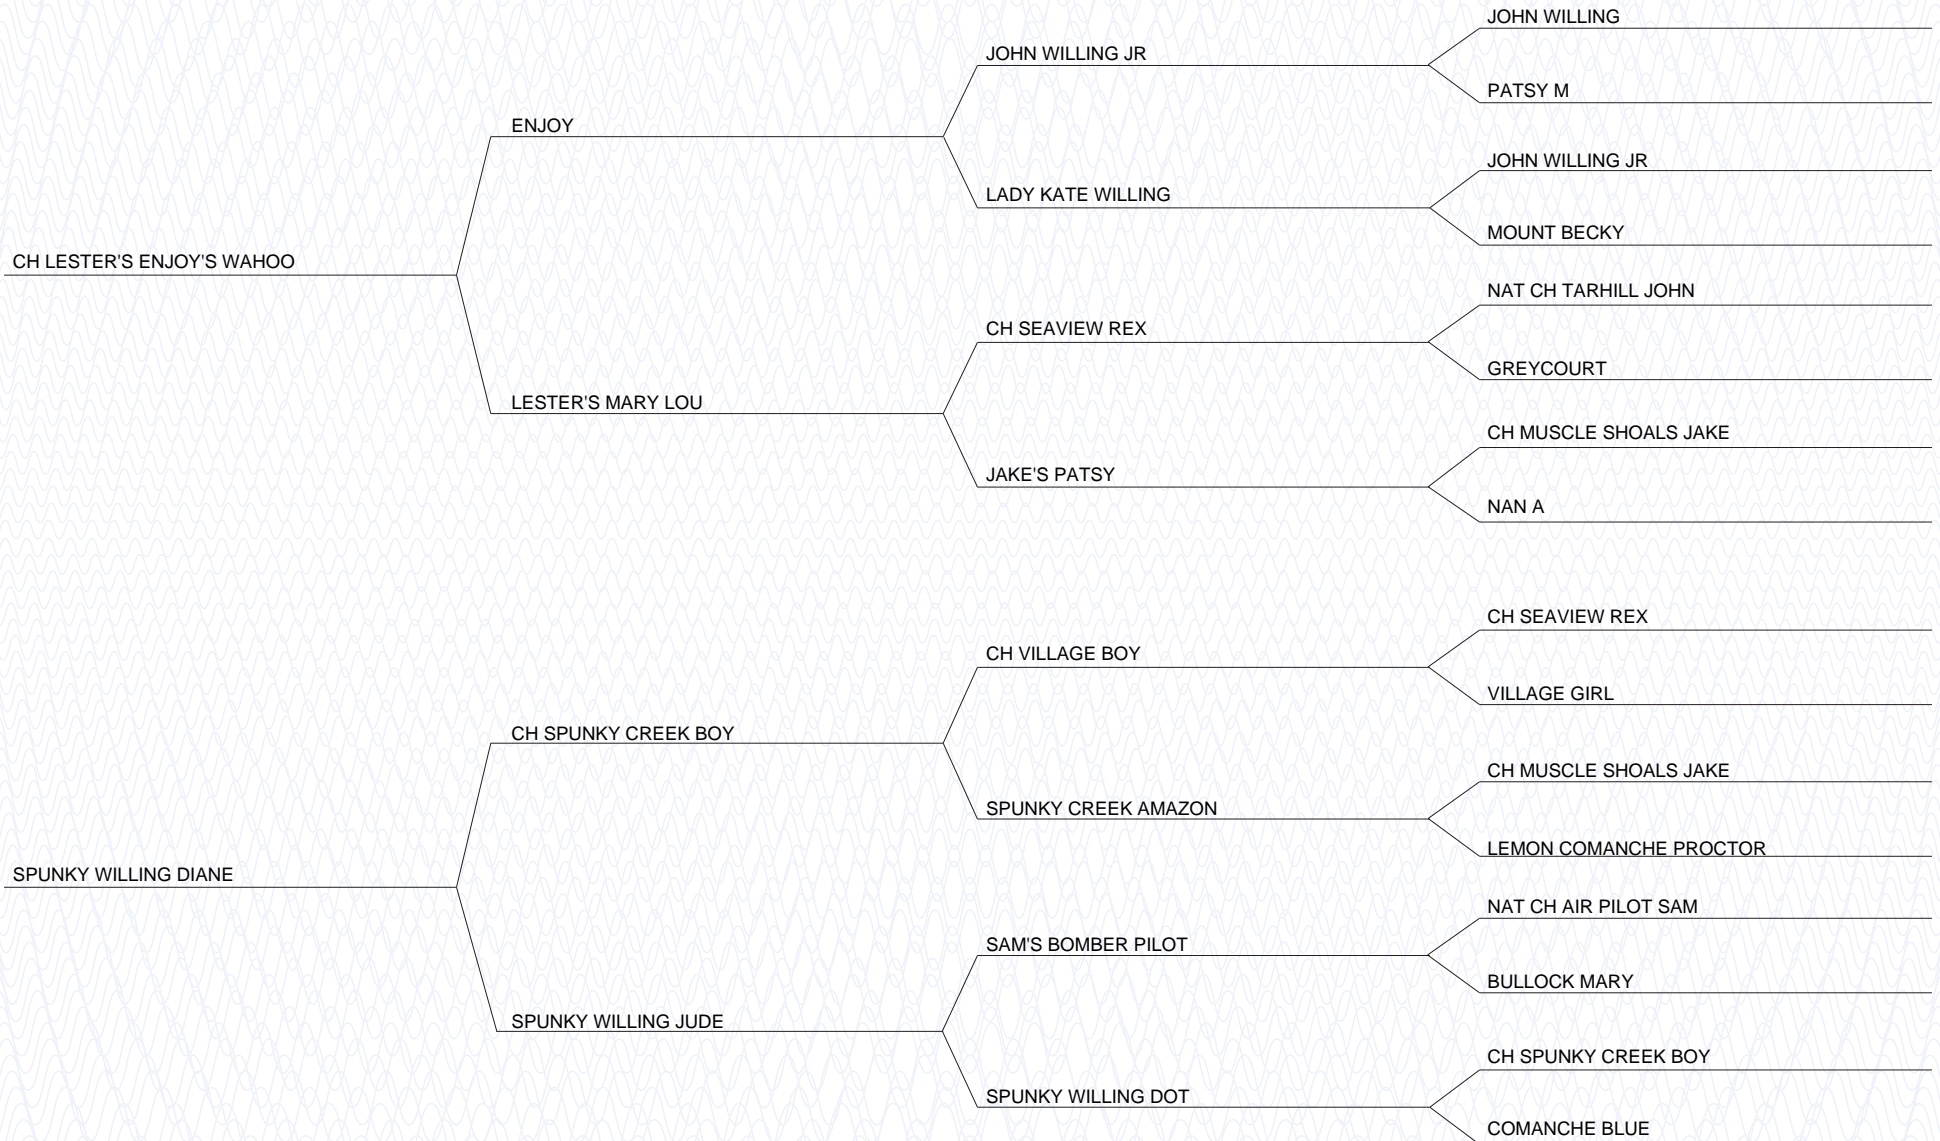 JOHN WILLING
JOHN WILLING JR
PATSY M
ENJOY
JOHN WILLING JR
LADY KATE WILLING
MOUNT BECKY
CH LESTER'S ENJOY'S WAHOO
NAT CH TARHILL JOHN
CH SEAVIEW REX
GREYCOURT
LESTER'S MARY LOU
CH MUSCLE SHOALS JAKE
JAKE'S PATSY
NAN A
CH SEAVIEW REX
CH VILLAGE BOY
VILLAGE GIRL
CH SPUNKY CREEK BOY
CH MUSCLE SHOALS JAKE
SPUNKY CREEK AMAZON
LEMON COMANCHE PROCTOR
SPUNKY WILLING DIANE
NAT CH AIR PILOT SAM
SAM'S BOMBER PILOT
BULLOCK MARY
SPUNKY WILLING JUDE
CH SPUNKY CREEK BOY
SPUNKY WILLING DOT
COMANCHE BLUE